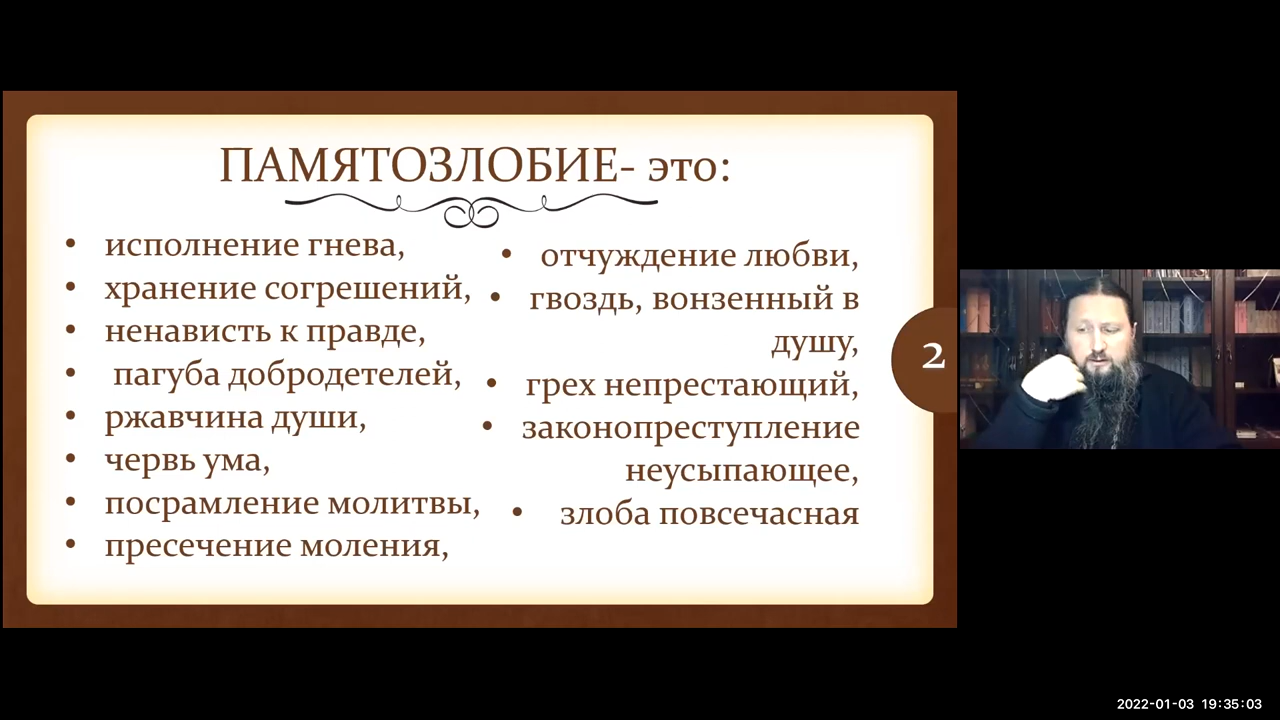 ПАМЯТОЗЛОБИЕ- это:
• исполнение гнева,
• хранение согрешений,
• ненависть к правде,
• пагуба добродетелей,
• ржавчина души,
• червь ума,
• посрамление молитвы,
• пресечение моления,
• отчуждение любви,
• гвоздь, вонзенный в
душу,
• грех непрестающий,
• законопреступление
неусыпающее,
• злоба повсечасная
2
2022-01-03 19:35:03